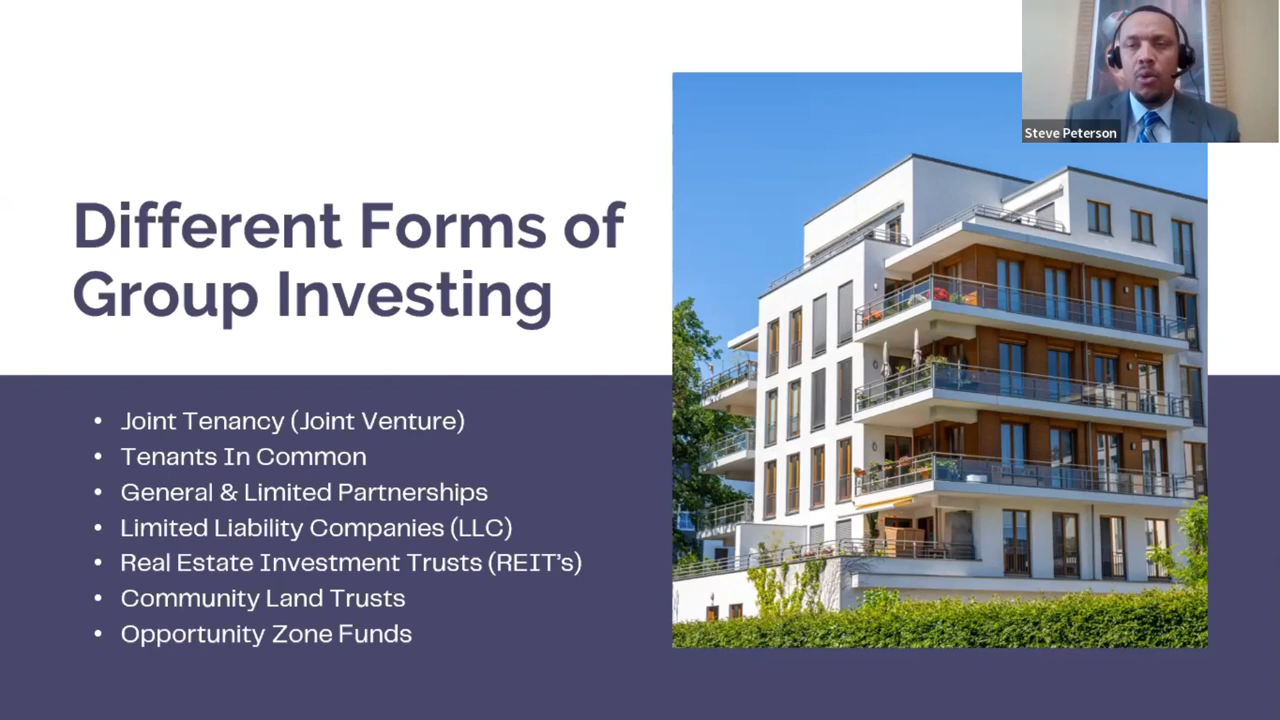 Steve Peterson
Different Forms of
Group Investing
• Joint Tenancy (Joint Venture)
• Tenants In Common
• General & Limited Partnerships
• Limited Liability Companies (LLC)
• Real Estate Investment Trusts (REIT's)
• Community Land Trusts
• Opportunity Zone Funds